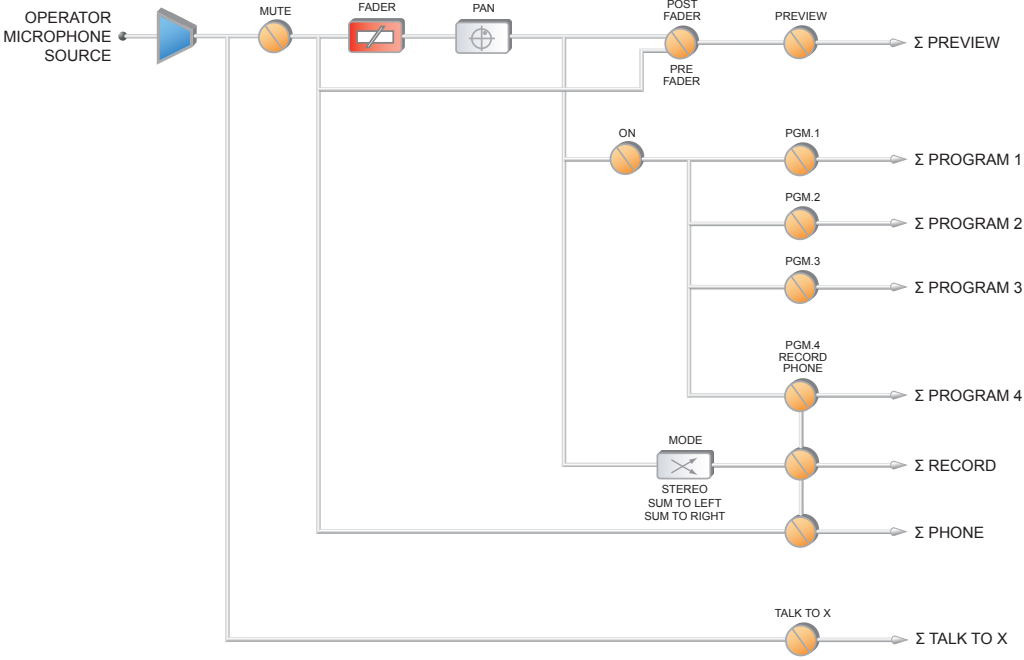 OPERATOR
MICROPHONE
SOURCE
MUTE
FADER
PAN
POST
FADER
PRE
FADER
PREVIEW
Σ PREVIEW
ON
PGM.1
Σ PROGRAM 1
PGM.2
Σ PROGRAM 2
PGM.3
Σ PROGRAM 3
PGM.4
RECORD
PHONE
Σ PROGRAM 4
MODE
STEREO
SUM TO LEFT
SUM TO RIGHT
Σ RECORD
Σ PHONE
TALK TO X
Σ TALK TO X